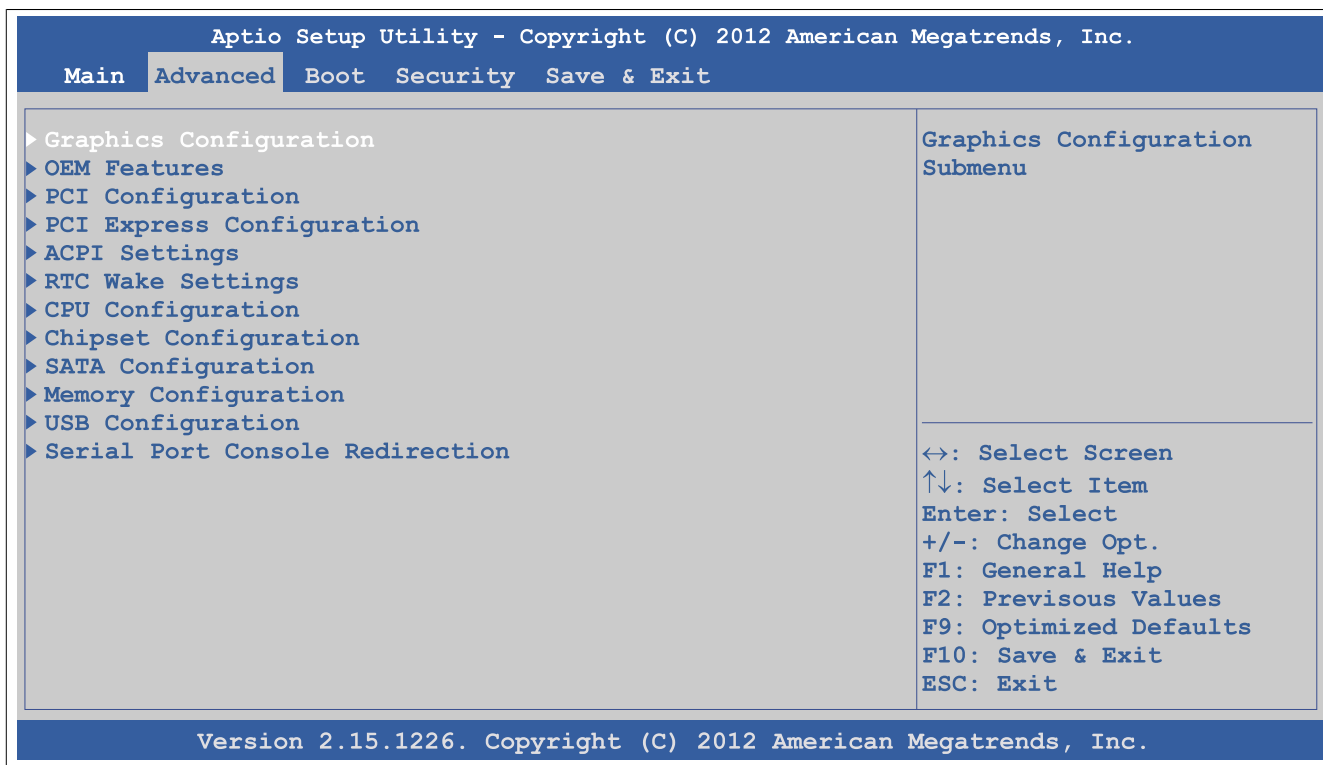 Aptio Setup Utility - Copyright (C) 2012 American Megatrends, Inc.
Main Advanced Boot Security Save & Exit
Graphics Configuration
OEM Features
PCI Configuration
PCI Express Configuration
ACPI Settings
RTC Wake Settings
CPU Configuration
Chipset Configuration
SATA Configuration
Memory Configuration
USB Configuration
Serial Port Console Redirection
Graphics Configuration
Submenu
↔: Select Screen
↑↓: Select Item
Enter: Select
+/-: Change Opt.
F1: General Help
F2: Previsous Values
F9: Optimized Defaults
F10: Save & Exit
ESC: Exit
Version 2.15.1226. Copyright (C) 2012 American Megatrends, Inc.